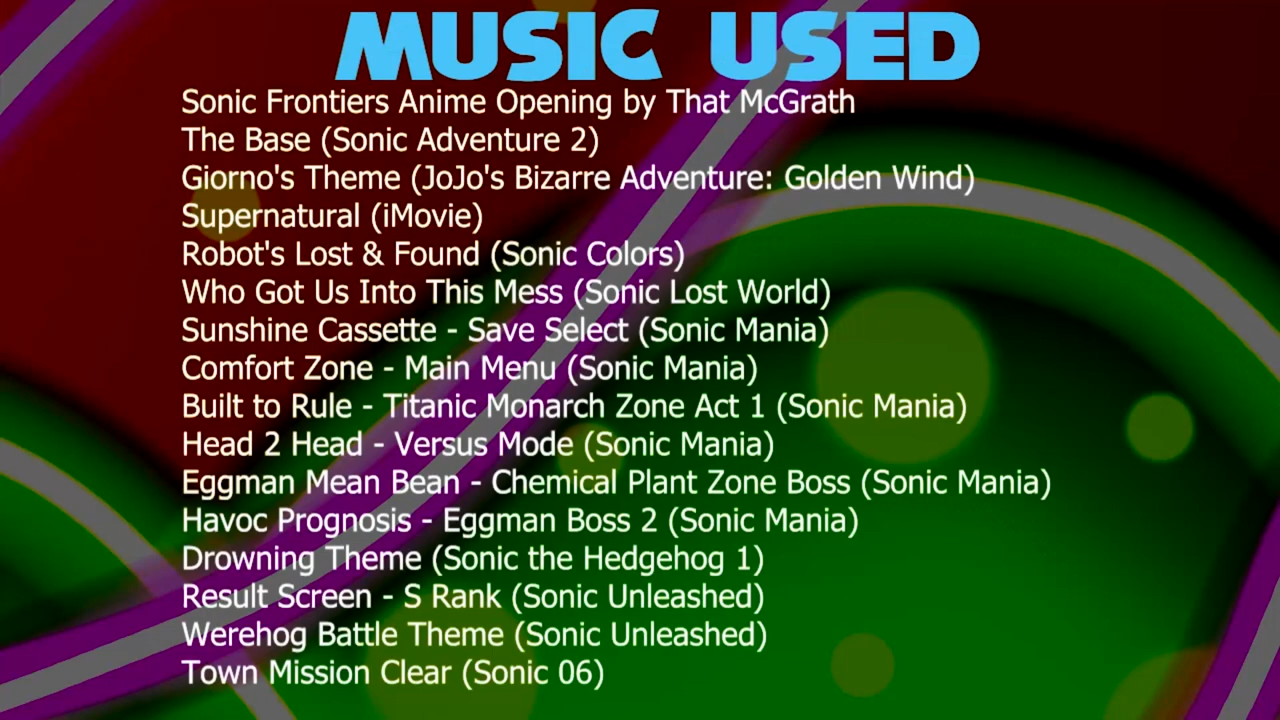 MUSIC USED
Sonic Frontiers Anime Opening by That McGrath
The Base (Sonic Adventure 2)
Giorno's Theme (JoJo's Bizarre Adventure: Golden Wind)
Supernatural (iMovie)
Robot's Lost & Found (Sonic Colors)
Who Got Us Into This Mess (Sonic Lost World)
Sunshine Cassette - Save Select (Sonic Mania)
Comfort Zone - Main Menu (Sonic Mania)
Built to Rule - Titanic Monarch Zone Act 1 (Sonic Mania)
Head 2 Head - Versus Mode (Sonic Mania)
Eggman Mean Bean - Chemical Plant Zone Boss (Sonic Mania)
Havoc Prognosis - Eggman Boss 2 (Sonic Mania)
Drowning Theme (Sonic the Hedgehog 1)
Result Screen - S Rank (Sonic Unleashed)
Werehog Battle Theme (Sonic Unleashed)
Town Mission Clear (Sonic 06)